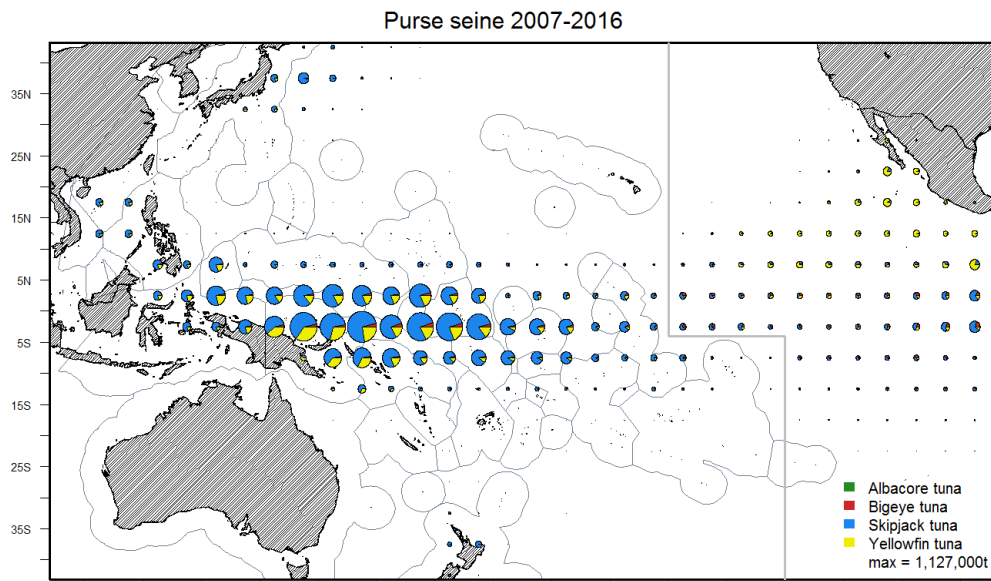 Purse seine 2007-2016
35N
25N
15N
5N
5S
15S
25S
35S
Albacore tuna
Bigeye tuna
Skipjack tuna
Yellowfin tuna
max = 1,127,000t